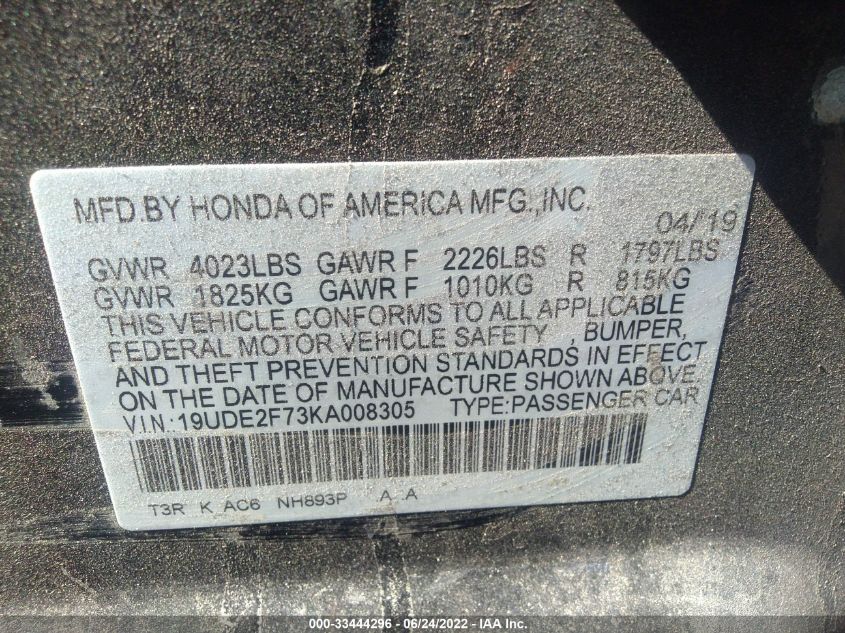 MFD.BY HONDA OF AMERICA MFG.,INC.
04/'19
GVWR 4023LBS GAWR F 2226LBS R 1797LBS
GVWR 1825KG GAWR F 1010KG R 815KG
THIS VEHICLE CONFORMS TO ALL APPLICABLE
FEDERAL MOTOR VEHICLE SAFETY , BUMPER,
AND THEFT PREVENTION STANDARDS IN EFFECT
ON THE DATE OF MANUFACTURE SHOWN ABOVE.
VIN:19UDE2F73KA008305 TYPE:PASSENGER CAR
T3R K AC6 NH893P A A
000-33444296 - 06/24/2022 - IAA Inc.